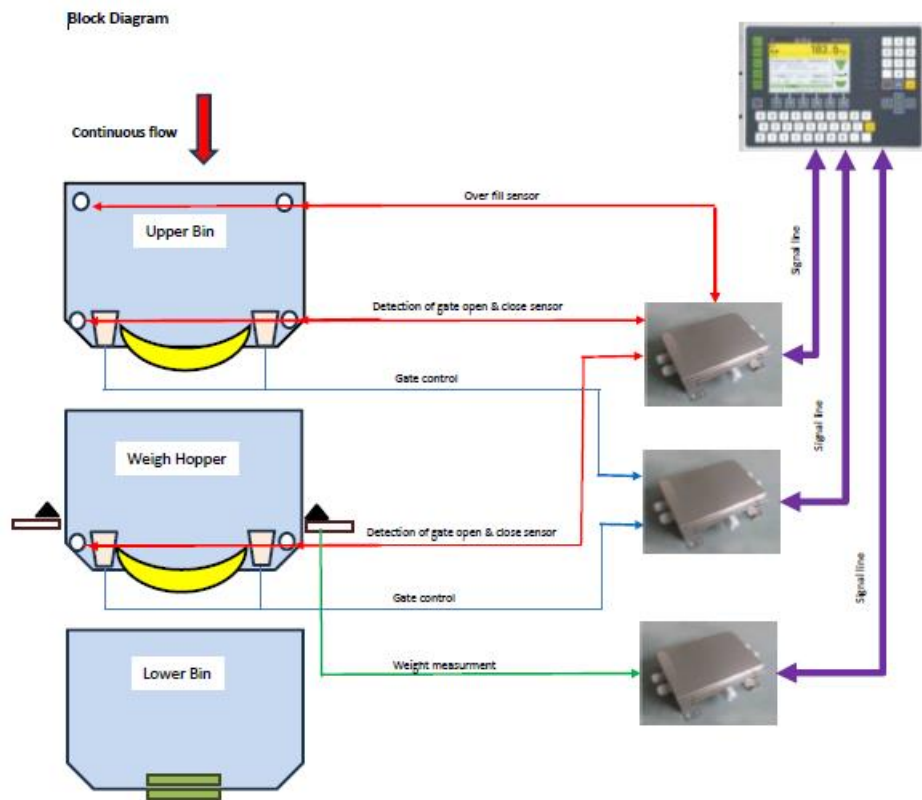 Block Diagram
Continuous flow
Over fill sensor
Upper Bin
Signal line
Detection of gate open & close sensor
Gate control
Signal line
Weigh Hopper
Detection of gate open & close sensor
Signal line
Gate control
Weight measurment
Lower Bin